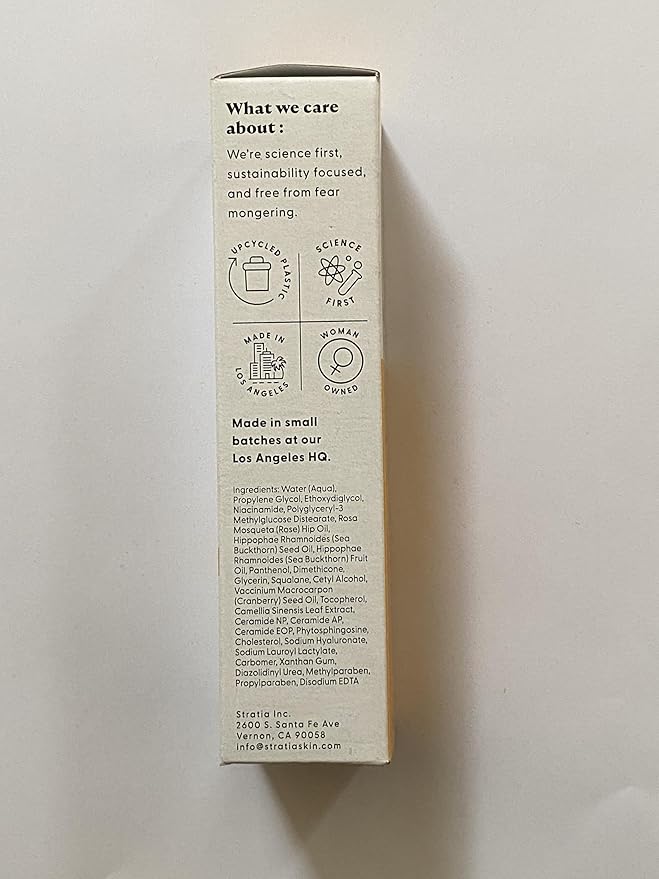 What we care
about :
We're science first,
sustainability focused,
and free from fear
mongering.
UPCYCLED PLASTIC
SCIENCE
FIRST
MADE IN
LOS ANGELES
WOMAN
OWNED
Made in small
batches at our
Los Angeles HQ.
Ingredients: Water (Aqua),
Propylene Glycol, Ethoxydiglycol,
Niacinamide, Polyglyceryl-3
Methylglucose Distearate, Rosa
Mosqueta (Rose) Hip Oil,
Hippophae Rhamnoides (Sea
Buckthorn) Seed Oil, Hippophae
Rhamnoides (Sea Buckthorn) Fruit
Oil, Panthenol, Dimethicone,
Glycerin, Squalane, Cetyl Alcohol,
Vaccinium Macrocarpon
(Cranberry) Seed Oil, Tocopherol,
Camellia Sinensis Leaf Extract,
Ceramide NP, Ceramide AP,
Ceramide EOP, Phytosphingosine,
Cholesterol, Sodium Hyaluronate,
Sodium Lauroyl Lactylate,
Carbomer, Xanthan Gum,
Diazolidinyl Urea, Methylparaben,
Propylparaben, Disodium EDTA
Stratia Inc.
2600 S. Santa Fe Ave
Vernon, CA 90058
info@stratiaskin.com